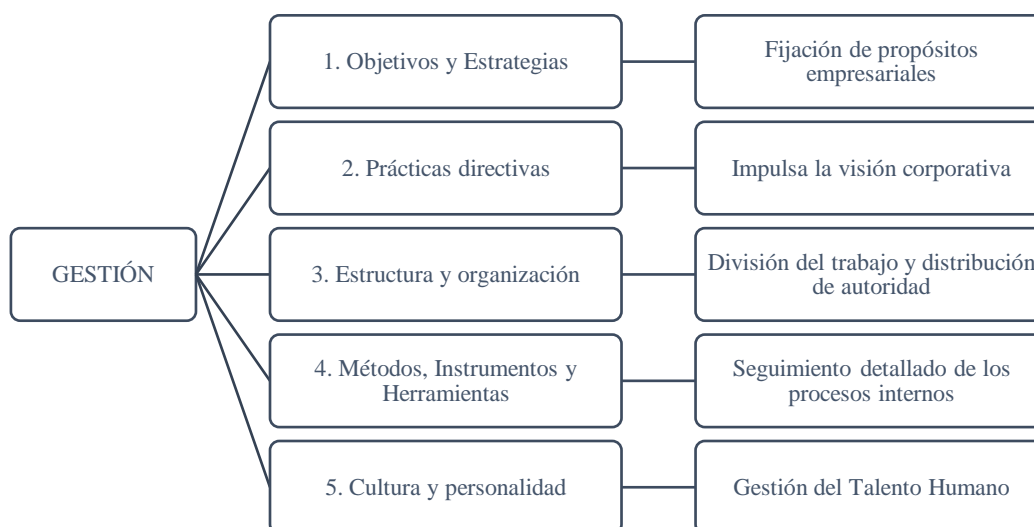 GESTIÓN
1. Objetivos y Estrategias
Fijación de propósitos
empresariales
2. Prácticas directivas
Impulsa la visión corporativa
3. Estructura y organización
División del trabajo y distribución
de autoridad
4. Métodos, Instrumentos y
Herramientas
Seguimiento detallado de los
procesos internos
5. Cultura y personalidad
Gestión del Talento Humano